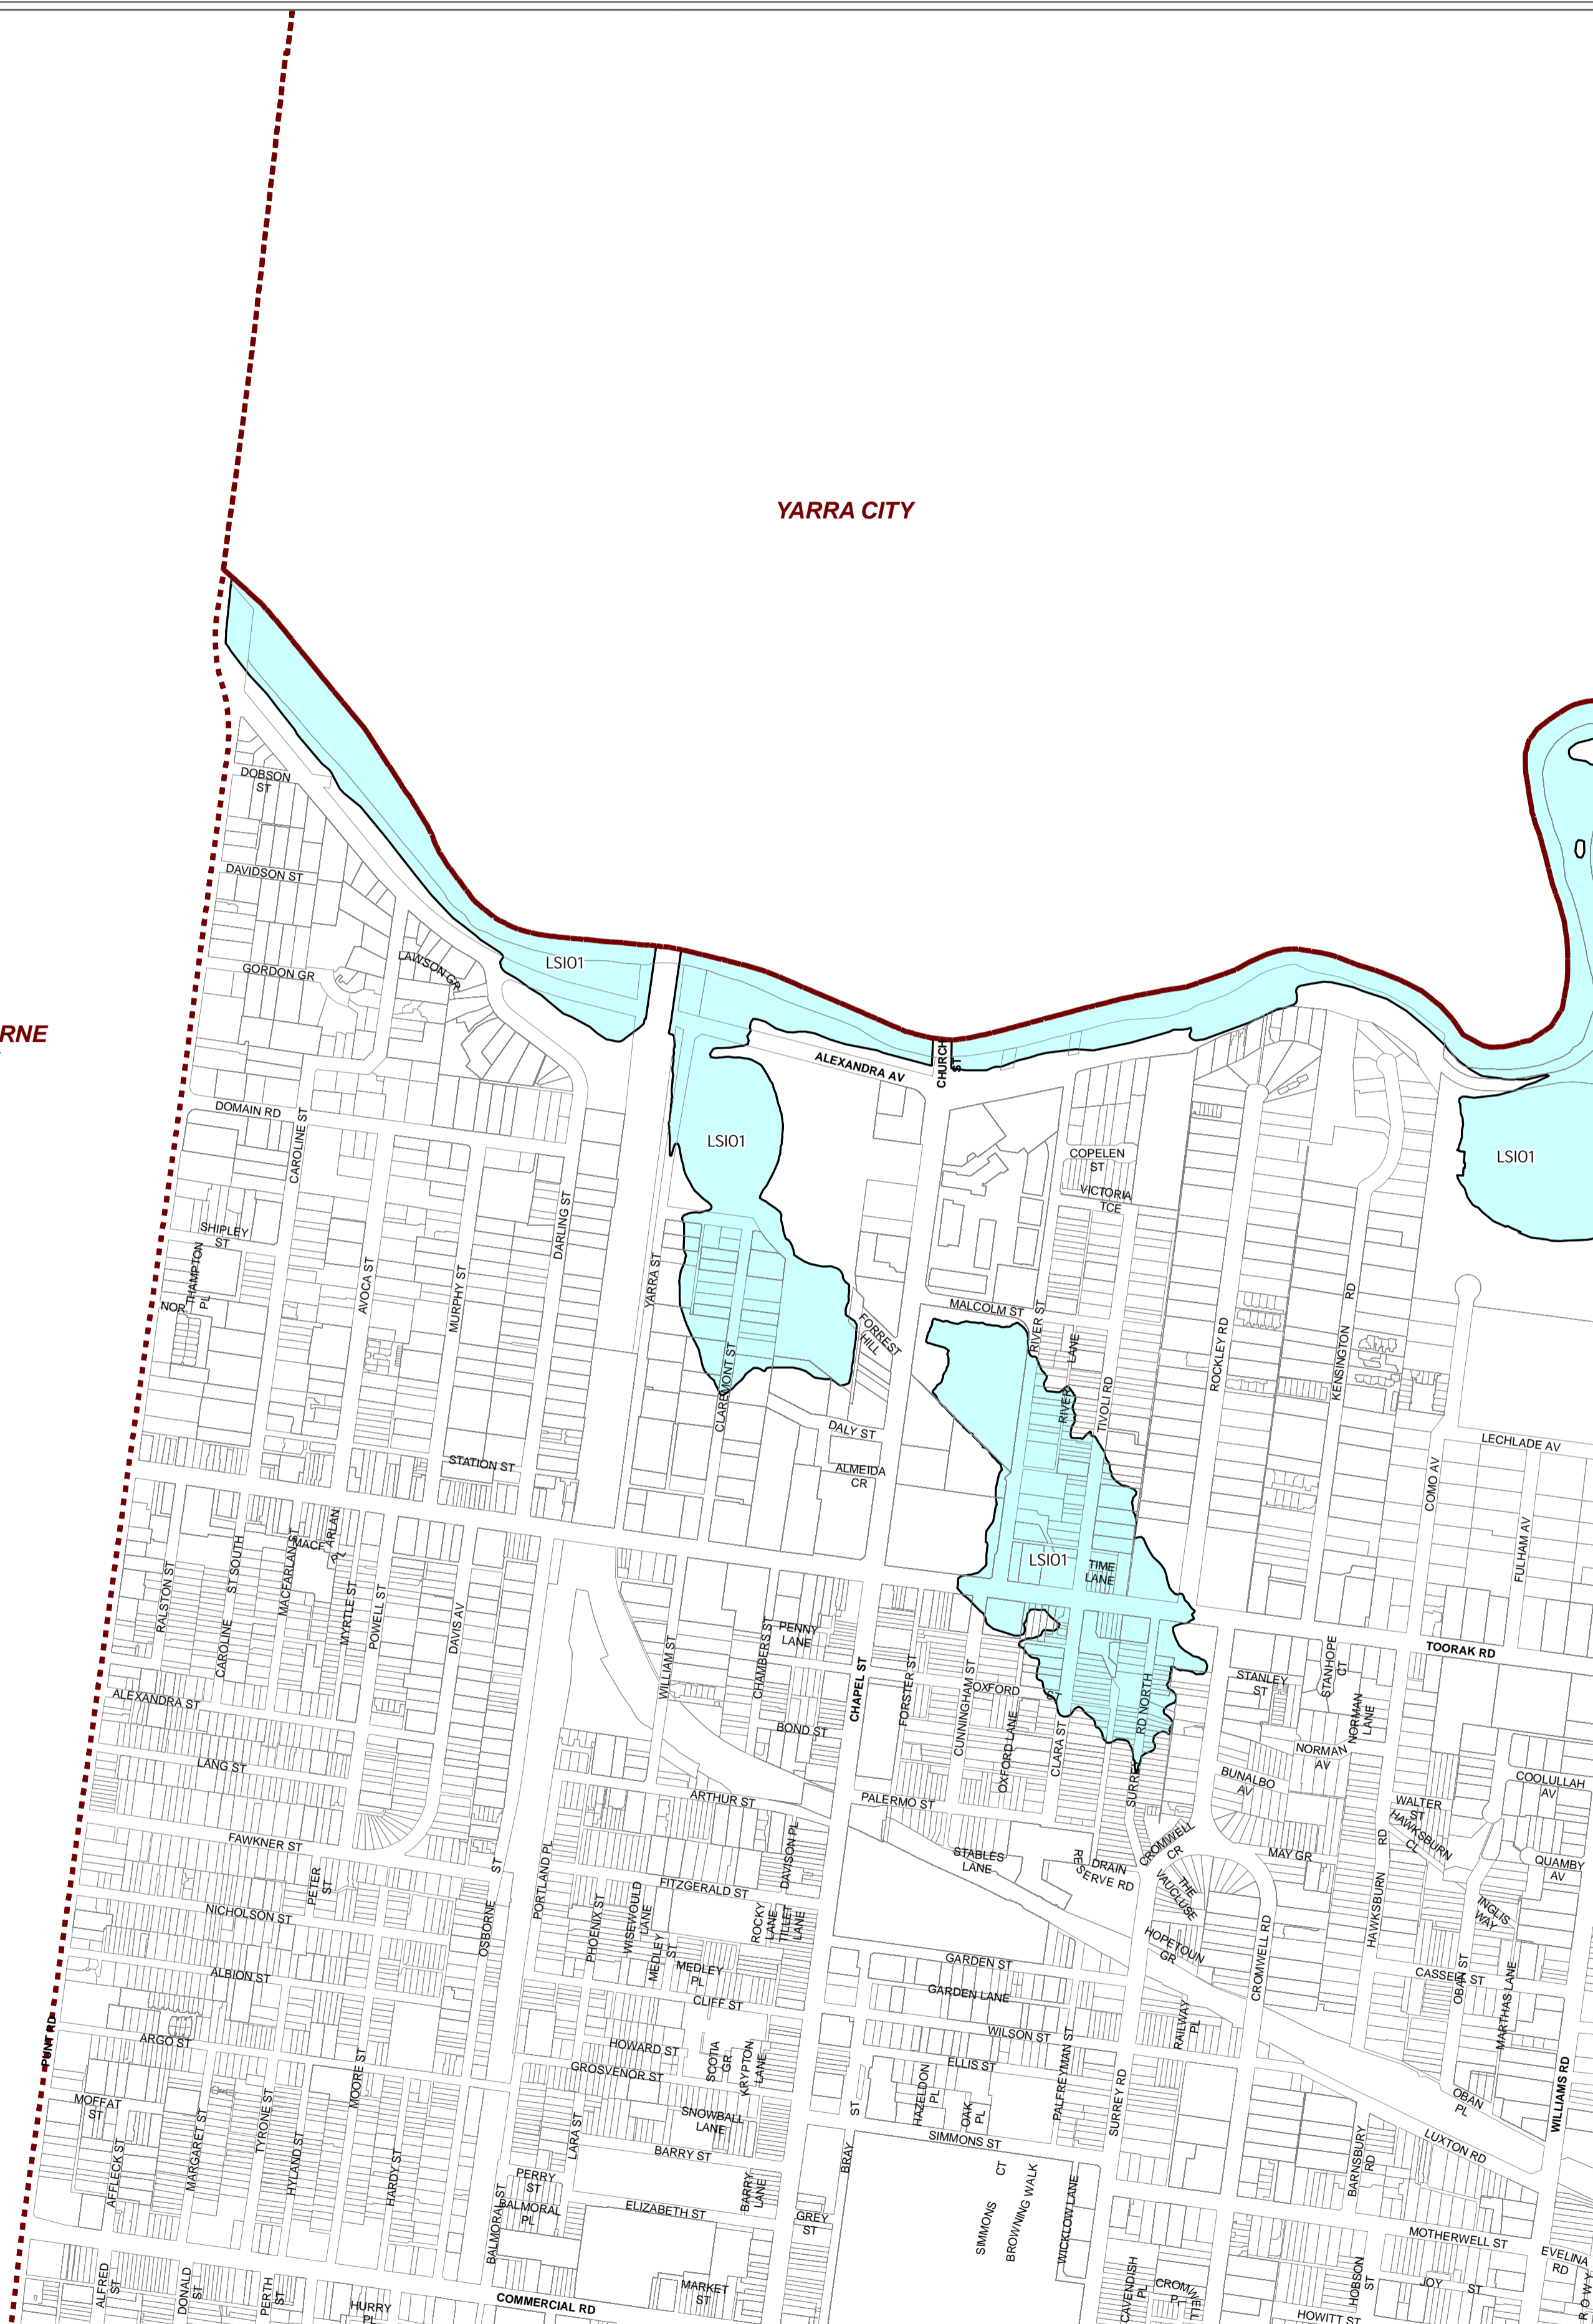 YARRA CITY
DOBSON
ST
DAVIDSON ST
LAWSON GR
GORDON GR
LSIO1
RNE
ALEXANDRA AV
CHURCH
ST
DOMAIN RD
CAROLINE ST
LSIO1
COPELEN
ST
LSIO1
VICTORIA
TCE
SHIPLEY
ST
DARLING ST
NOR
THAMPTON
PL
AVOCA ST
MURPHY ST
YARRA ST
MALCOLM ST
RIVER ST
FORREST
HILL
RIVER
LANE
ROCKLEY RD
KENSINGTON
RD
CLAREMONT ST
TIVOLI RD
DALY ST
STATION ST
ALMEIDA
CR
LECHLADE AV
COMO AV
FULHAM AV
MACF
ARLAN
PL
LSIO1
TIME
LANE
RALSTON ST
CAROLINE
ST SOUTH
MACFARLAN ST
MYRTLE ST
POWELL ST
DAVIS AV
WILLIAM ST
CHAMBERS ST
PENNY
LANE
CHAPEL ST
FORSTER ST
CUNNINGHAM ST
OXFORD
ST
OXFORD LANE
CLARA ST
SURRE
RD NORTH
STANLEY
ST
STANHOPE
CT
TOORAK RD
NORMAN
LANE
NORMAN
AV
ALEXANDRA ST
BOND ST
LANG ST
ARTHUR ST
PALERMO ST
BUNALBO
AV
COOLULLAH
AV
WALTER
ST
HAWKSBURN
CL
FAWKNER ST
PETER
ST
OSBORNE
ST
PORTLAND PL
DAVISON PL
STABLES
LANE
DRAIN
RE
SERVE RD
CROMWELL
CR
THE
VAUCLUSE
MAY GR
HAWKSBURN
RD
QUAMBY
AV
FITZGERALD ST
NICHOLSON ST
PHOENIX ST
WISEWOULD
LANE
MEDLEY
ST
ROCKY
LANE
TILLET
LANE
INGLIS
WAY
HOPETOUN
GR
CROMWELL RD
ALBION ST
MEDLEY
PL
GARDEN ST
CASSELL ST
OBAN ST
MARTHAS LANE
CLIFF ST
GARDEN LANE
PUNT RD
ARGO ST
MOORE ST
HOWARD ST
SCOTIA
GR
KRYPTON
LANE
WILSON ST
RAILWAY
PL
GROSVENOR ST
ELLIS ST
PALFREYMAN ST
SURREY RD
WILLIAMS RD
MOFFAT
ST
MARGARET ST
TYRONE ST
HYLAND ST
HARDY ST
LARA ST
SNOWBALL
LANE
HAZELDON
PL
OAK
PL
OBAN
PL
ST
BRAY
SIMMONS ST
LUXTON RD
AFFLECK ST
BARRY ST
BARRY
LANE
SIMMONS
CT
BROWNING WALK
WICKLOW LANE
BARNSBURY
RD
PERRY
ST
BALMORAL
PL
BALMORAL ST
ELIZABETH ST
GREY
ST
MOTHERWELL ST
EVELINA
RD
ALFRED
ST
DONALD
ST
PERTH
ST
HURRY
PL
COMMERCIAL RD
MARKET
ST
CAVENDISH
PL
CROMWELL
HOBSON
ST
JOY
ST
HOWITT ST